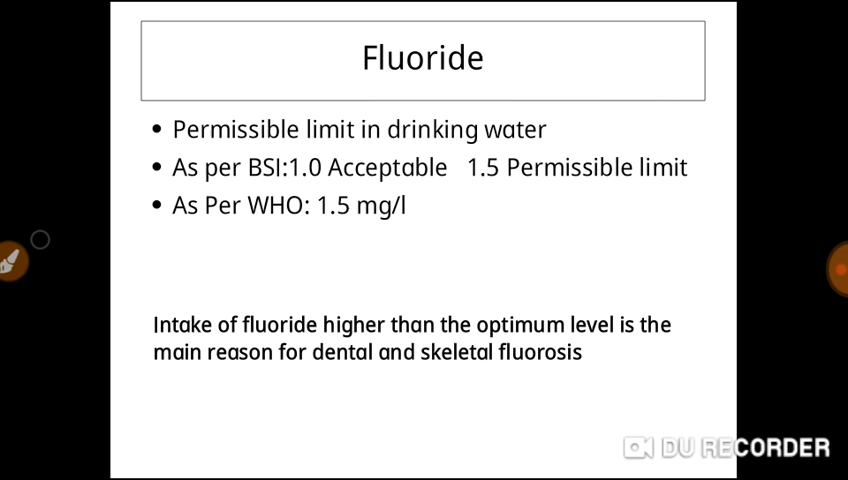 Fluoride
• Permissible limit in drinking water
• As per BSI:1.0 Acceptable 1.5 Permissible limit
• As Per WHO: 1.5 mg/l
Intake of fluoride higher than the optimum level is the
main reason for dental and skeletal fluorosis
DU RECORDER